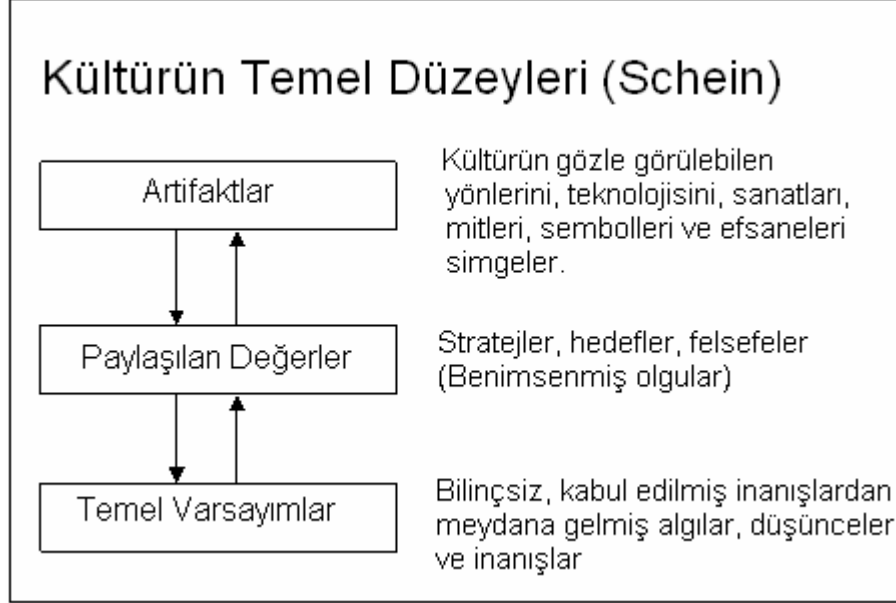 Kültürün Temel Düzeyleri (Schein)
Artifaktlar
Kültürün gözle görülebilen
yönlerini, teknolojisini, sanatları,
mitleri, sembolleri ve efsaneleri
simgeler.
Paylaşılan Değerler
Stratejler, hedefler, felsefeler
(Benimsenmiş olgular)
Temel Varsayımlar
Bilinçsiz, kabul edilmiş inanışlardan
meydana gelmiş algılar, düşünceler
ve inanışlar